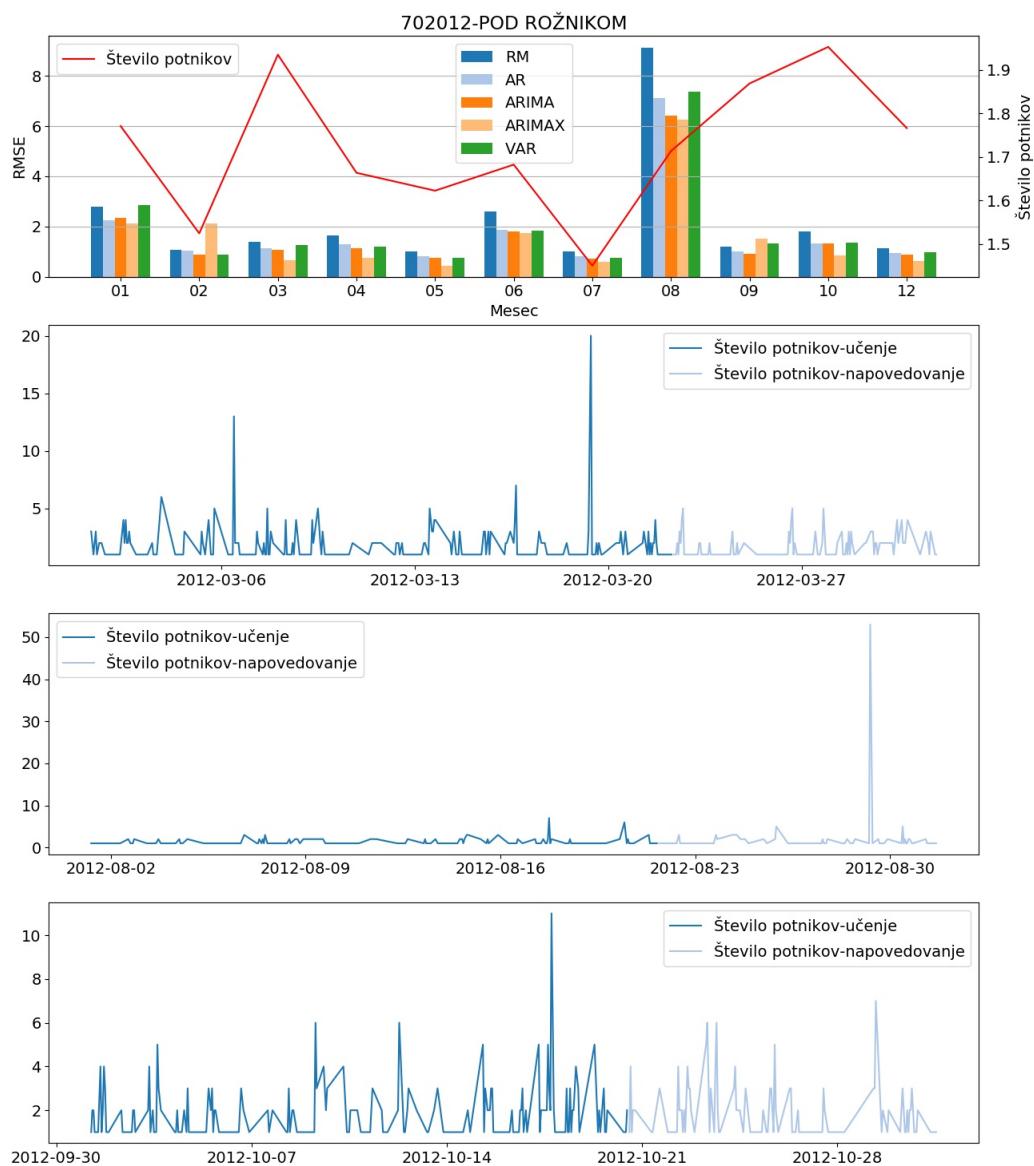 702012-POD ROŽNIKOM
Število potnikov
RM
AR
ARIMA
ARIMAX
VAR
RMSE
0
2
4
6
8
Število potnikov
1.5
1.6
1.7
1.8
1.9
01 02 03 04 05 06 07 08 09 10 12
Mesec
20
15
10
5
Število potnikov-učenje
Število potnikov-napovedovanje
2012-03-06 2012-03-13 2012-03-20 2012-03-27
50
40
30
20
10
0
Število potnikov-učenje
Število potnikov-napovedovanje
2012-08-02 2012-08-09 2012-08-16 2012-08-23 2012-08-30
10
8
6
4
2
Število potnikov-učenje
Število potnikov-napovedovanje
2012-09-30 2012-10-07 2012-10-14 2012-10-21 2012-10-28